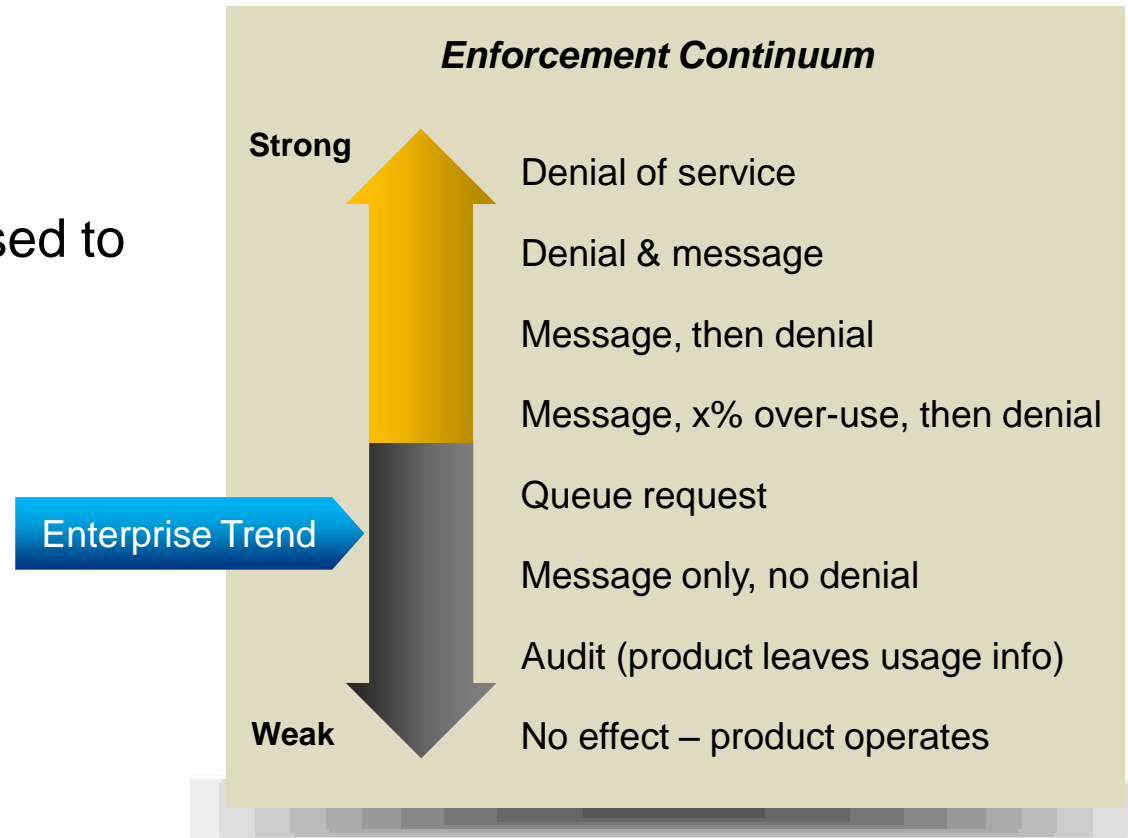 Enforcement Continuum
Strong
Denial of service
sed to
Denial & message
Message, then denial
Message, x% over-use, then denial
Queue request
Enterprise Trend
Message only, no denial
Audit (product leaves usage info)
Weak
No effect – product operates